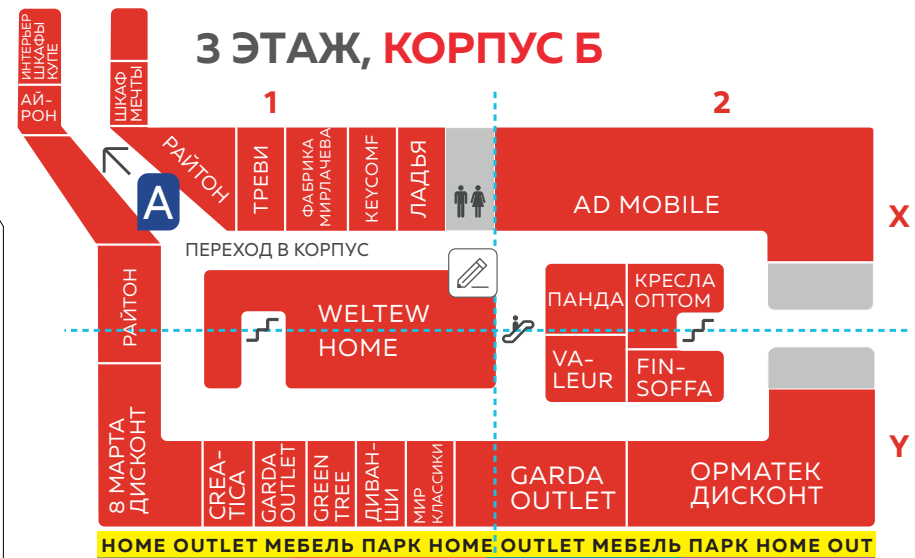 3 ЭТАЖ, КОРПУС Б
ИНТЕРЬЕР
ШКАФЫ
КУПЕ
АЙ-
РОН
ШКАФ
МЕЧТЫ
1
2
РАЙТОН
ТРЕВИ
ФАБРИКА
МИРЛАЧЕВА
KEYCOMF
ЛАДЬЯ
AD MOBILE
X
A
ПЕРЕХОД В КОРПУС
РАЙТОН
WELTEW
HOME
ПАНДА
КРЕСЛА
ОПТОМ
VA-
LEUR
FIN-
SOFFA
Y
8 МАРТА
ДИСКОНТ
CREA-
TICA
GARDA
OUTLET
GREEN
TREE
ДИВАН-
ШИ
МИР
КЛАССИКИ
GARDA
OUTLET
ОРМАТЕК
ДИСКОНТ
HOME OUTLET МЕБЕЛЬ ПАРК HOME OUTLET МЕБЕЛЬ ПАРК HOME OUT